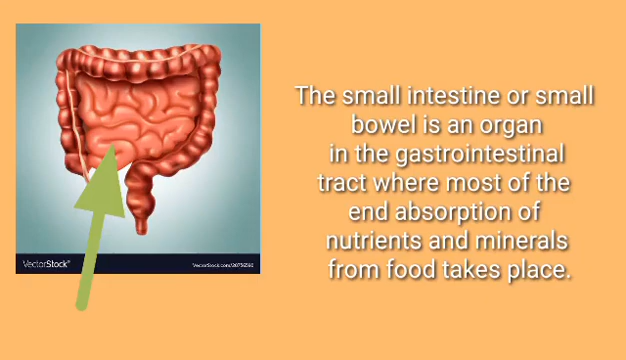 The small intestine or small
bowel is an organ
in the gastrointestinal
tract where most of the
end absorption of
nutrients and minerals
from food takes place.
VectorStock®